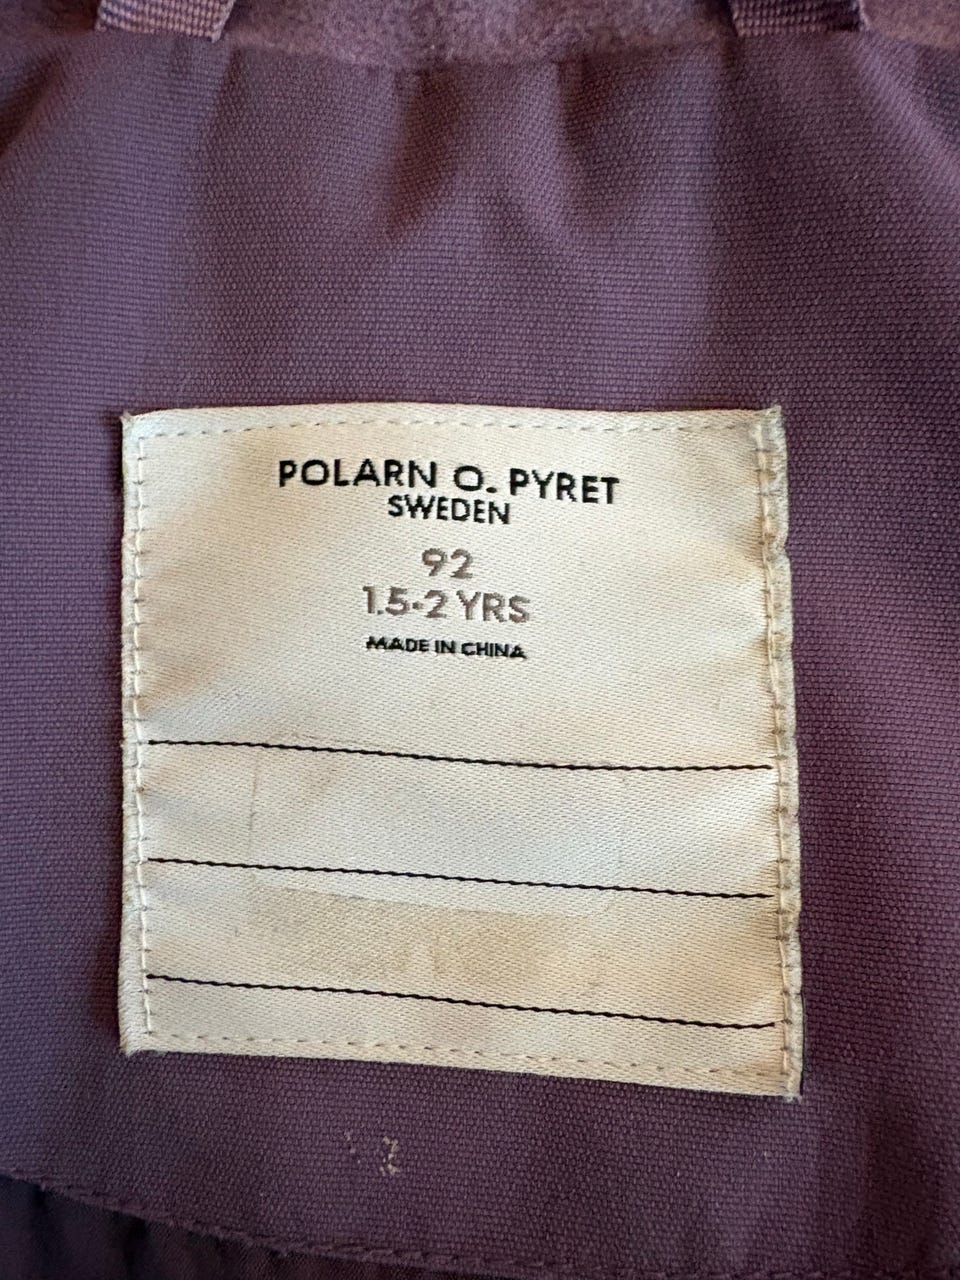 POLARN O. PYRET
SWEDEN
92
1.5-2 YRS
MADE IN CHINA